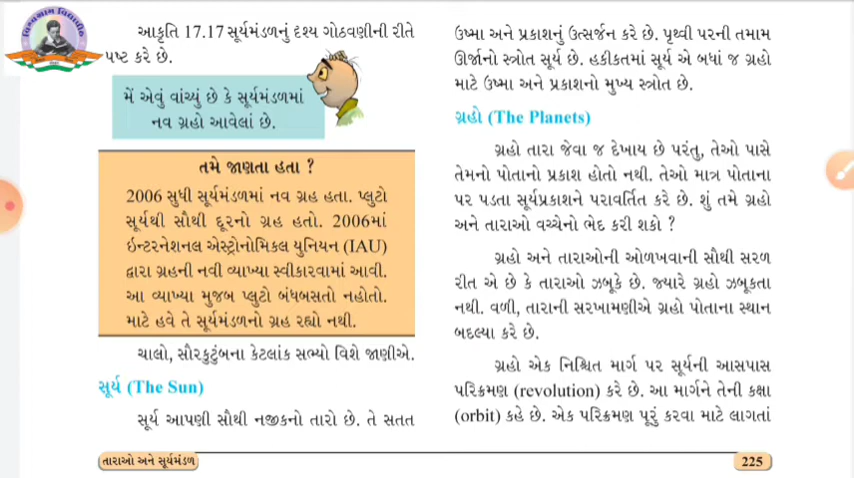 આકૃતિ 17.17 સૂર્યમંડળનું દૃશ્ય ગોઠવણીની રીતે
પષ્ટ કરે છે.
મેં એવું વાંચ્યું છે કે સૂર્યમંડળમાં
નવ ગ્રહો આવેલાં છે.
તમે જાણતા હતા ?
2006 સુધી સૂર્યમંડળમાં નવ ગ્રહ હતા. પ્લુટો
સૂર્યથી સૌથી દૂરનો ગ્રહ હતો. 2006માં
ઇન્ટરનેશનલ એસ્ટ્રોનોમિકલ યુનિયન (IAU)
દ્વારા ગ્રહની નવી વ્યાખ્યા સ્વીકારવામાં આવી.
આ વ્યાખ્યા મુજબ પ્લુટો બંધબસતો નહોતો.
માટે હવે તે સૂર્યમંડળનો ગ્રહ રહ્યો નથી.
ચાલો, સૌરકુટુંબના કેટલાંક સભ્યો વિશે જાણીએ.
સૂર્ય (The Sun)
સૂર્ય આપણી સૌથી નજીકનો તારો છે. તે સતત
ઉષ્મા અને પ્રકાશનું ઉત્સર્જન કરે છે. પૃથ્વી પરની તમામ
ઊર્જાનો સ્ત્રોત સૂર્ય છે. હકીકતમાં સૂર્ય એ બધાં જ ગ્રહો
માટે ઉષ્મા અને પ્રકાશનો મુખ્ય સ્ત્રોત છે.
ગ્રહો (The Planets)
ગ્રહો તારા જેવા જ દેખાય છે પરંતુ, તેઓ પાસે
તેમનો પોતાનો પ્રકાશ હોતો નથી. તેઓ માત્ર પોતાના
પર પડતા સૂર્યપ્રકાશને પરાવર્તિત કરે છે. શું તમે ગ્રહો
અને તારાઓ વચ્ચેનો ભેદ કરી શકો ?
ગ્રહો અને તારાઓની ઓળખવાની સૌથી સરળ
રીત એ છે કે તારાઓ ઝબૂકે છે. જ્યારે ગ્રહો ઝબૂકતા
નથી. વળી, તારાની સરખામણીએ ગ્રહો પોતાના સ્થાન
બદલ્યા કરે છે.
ગ્રહો એક નિશ્ચિત માર્ગ પર સૂર્યની આસપાસ
પરિક્રમણ (revolution) કરે છે. આ માર્ગને તેની કક્ષા
(orbit) કહે છે. એક પરિક્રમણ પૂરું કરવા માટે લાગતાં
તારાઓ અને સૂર્યમંડળ
225